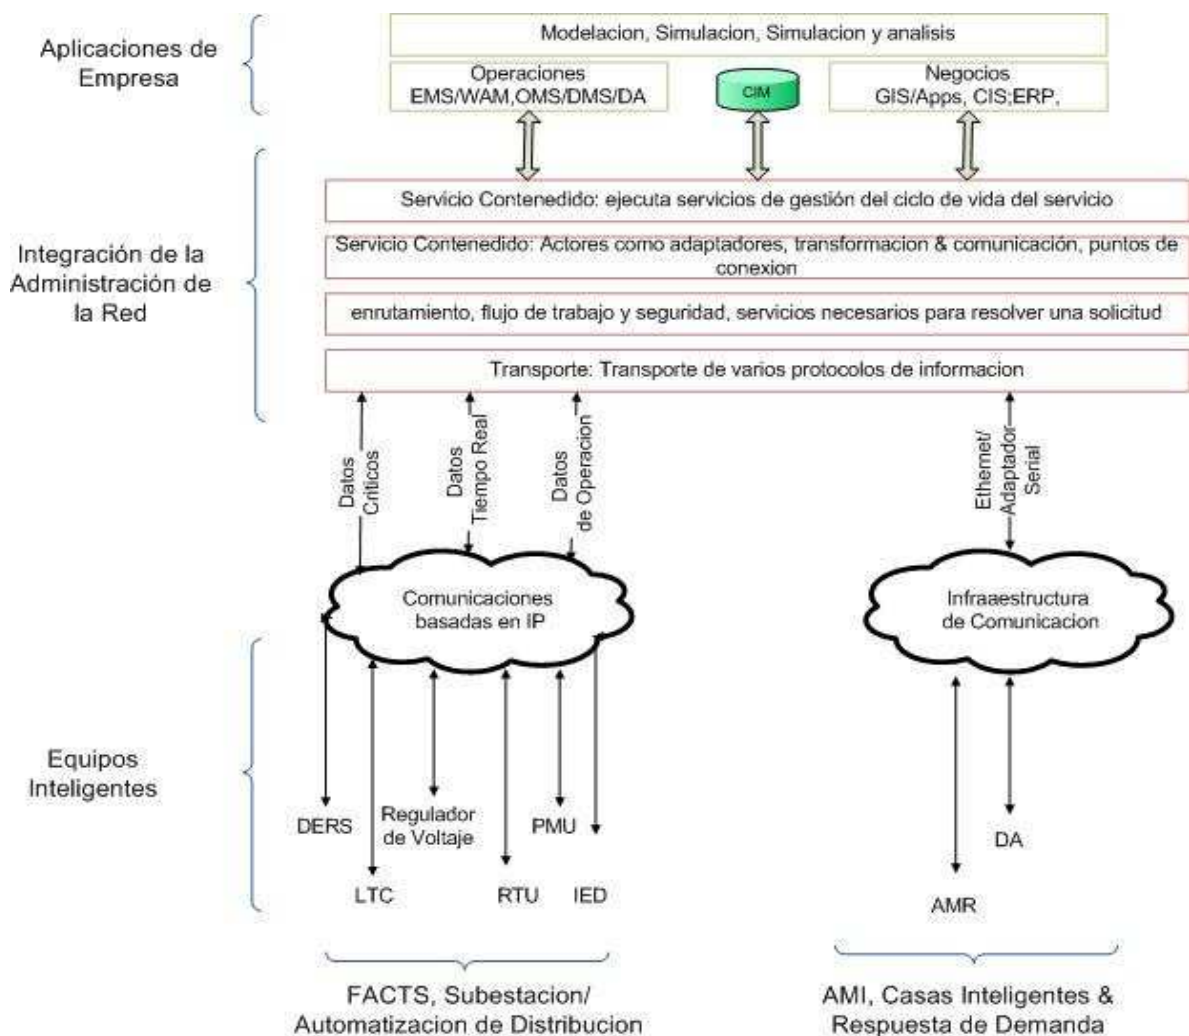 Aplicaciones de
Empresa
Modelacion, Simulacion, Simulacion y analisis
Operaciones
EMS/WAM,OMS/DMS/DA
CIM
Negocios
GIS/Apps, CIS;ERP,
Integración de la
Administración de
la Red
Servicio Contenedido: ejecuta servicios de gestión del ciclo de vida del servicio
Servicio Contenedido: Actores como adaptadores, transformacion & comunicación, puntos de
conexion
enrutamiento, flujo de trabajo y seguridad, servicios necesarios para resolver una solicitud
Transporte: Transporte de varios protocolos de informacion
Datos
Criticos
Datos
Tiempo Real
Datos
de Operacion
Ethernet/
Adaptador
Serial
Comunicaciones
basadas en IP
Infraaestructura
de Comunicacion
Equipos
Inteligentes
DERS
Regulador
de Voltaje
PMU
DA
LTC
RTU
IED
AMR
FACTS, Subestacion/
Automatizacion de Distribucion
AMI, Casas Inteligentes &
Respuesta de Demanda